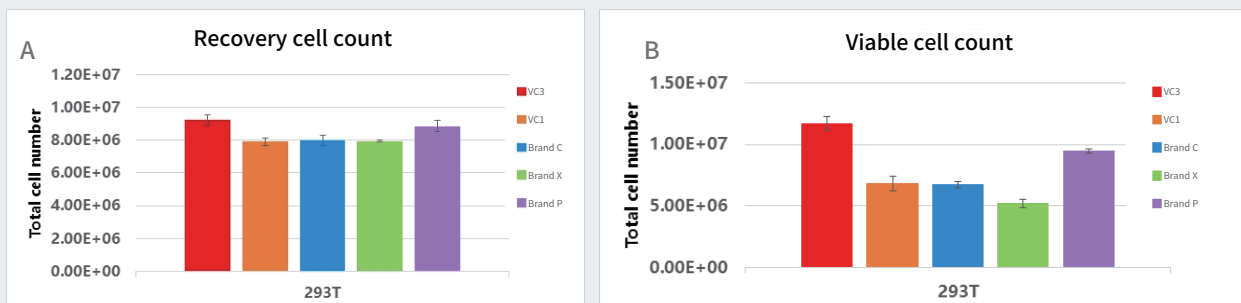 A
Recovery cell count
Total cell number
1.20E+07
1.00E+07
8.00E+06
6.00E+06
4.00E+06
2.00E+06
0.00E+00
293T
VC3
VC1
Brand C
Brand X
Brand P
B
Viable cell count
Total cell number
1.50E+07
1.00E+07
5.00E+06
0.00E+00
293T
VC3
VC1
Brand C
Brand X
Brand P